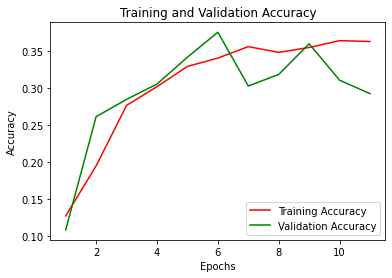 Training and Validation Accuracy
Accuracy
0.35
0.30
0.25
0.20
0.15
0.10
Training Accuracy
Validation Accuracy
2
4
6
8
10
Epochs